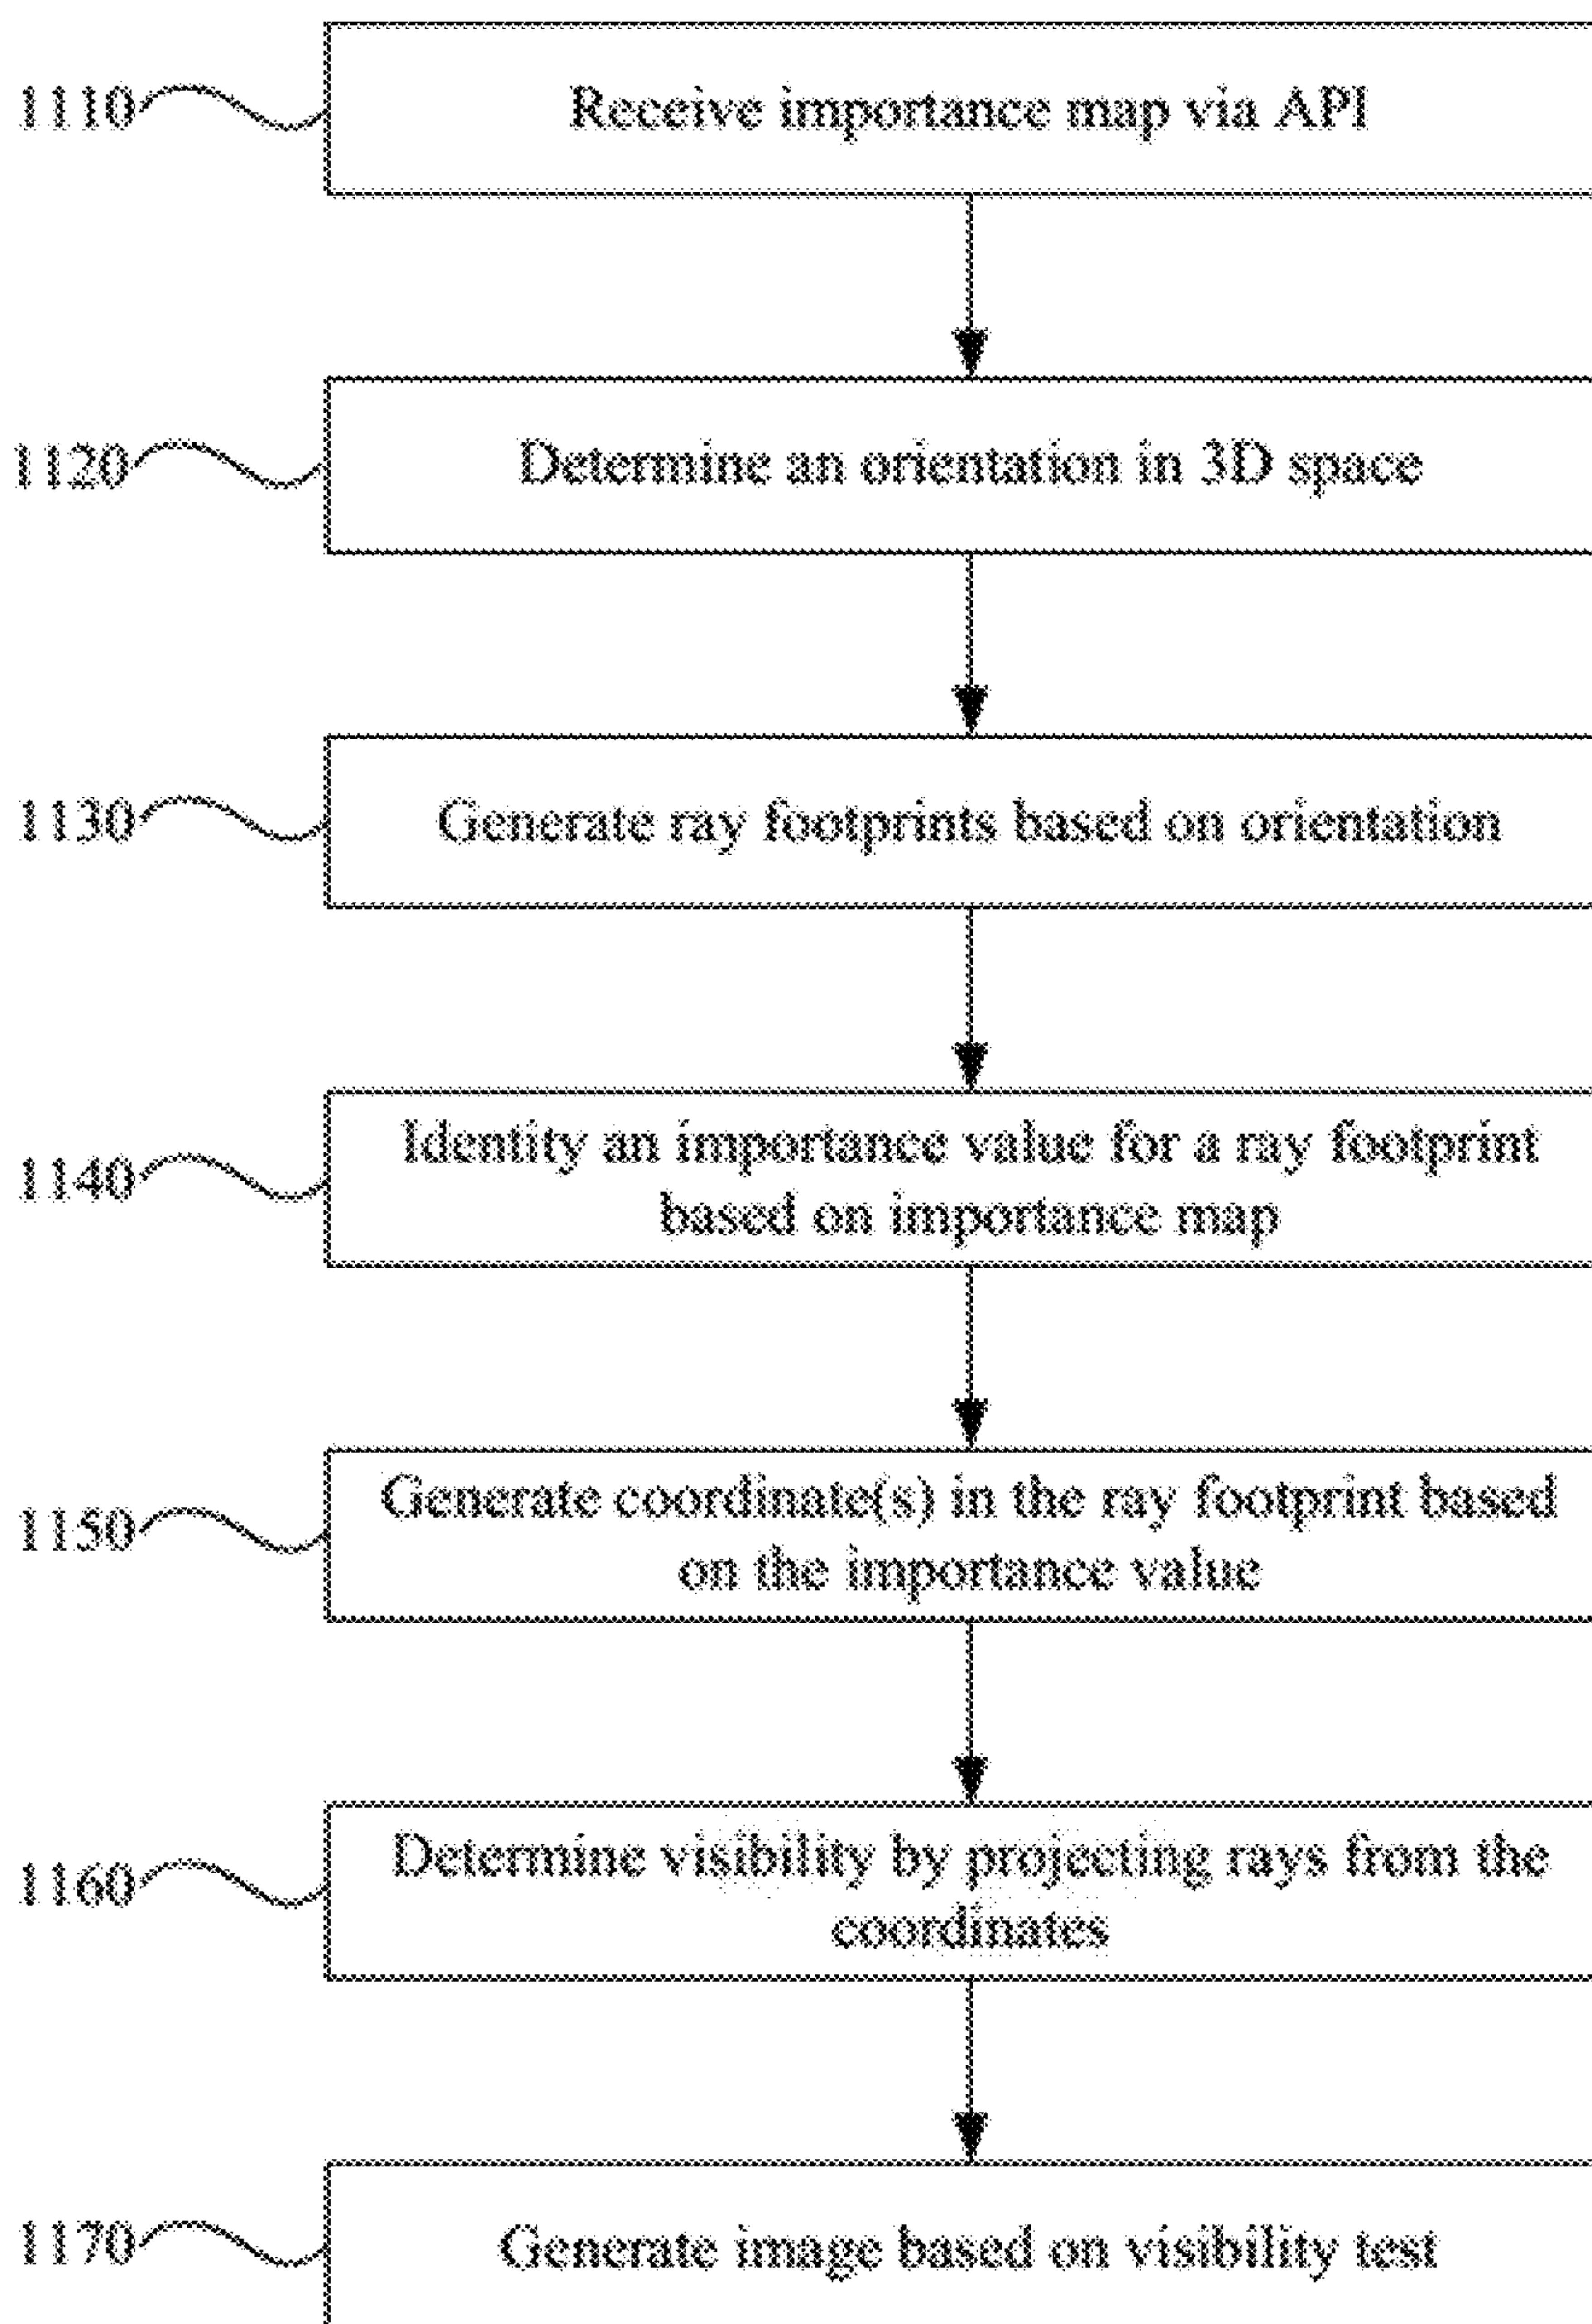 1110
Receive importance map via API
1120
Determine an orientation in 3D space
1130
Generate ray footprints based on orientation
1140
Identity an importance value for a ray footprint
based on importance map
1150
Generate coordinate(s) in the ray footprint based
on the importance value
1160
Determine visibility by projecting rays from the
coordinates
1170
Generate image based on visibility test